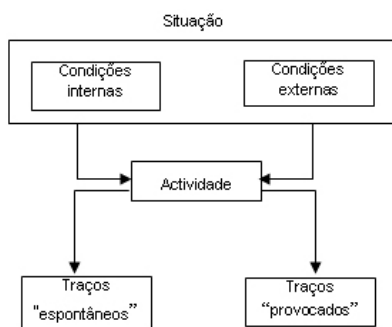 Situação
Condições
internas
Condições
externas
Actividade
Traços
"espontâneos"
Traços
“provocados”